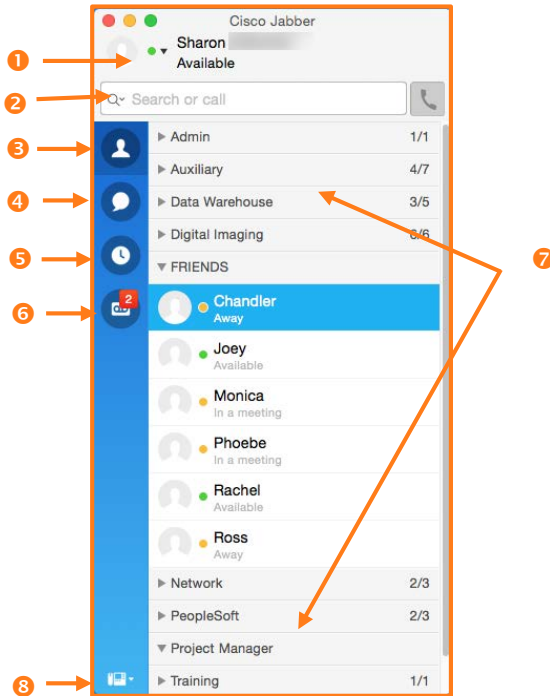 Cisco Jabber
Sharon
Available
Search or call
Admin 1/1
Auxiliary 4/7
Data Warehouse 3/5
Digital Imaging 6/6
FRIENDS
2
Chandler
Away
Joey
Available
Monica
In a meeting
Phoebe
In a meeting
Rachel
Available
Ross
Away
Network 2/3
PeopleSoft 2/3
Project Manager
Training 1/1
1
2
3
4
5
6
7
8